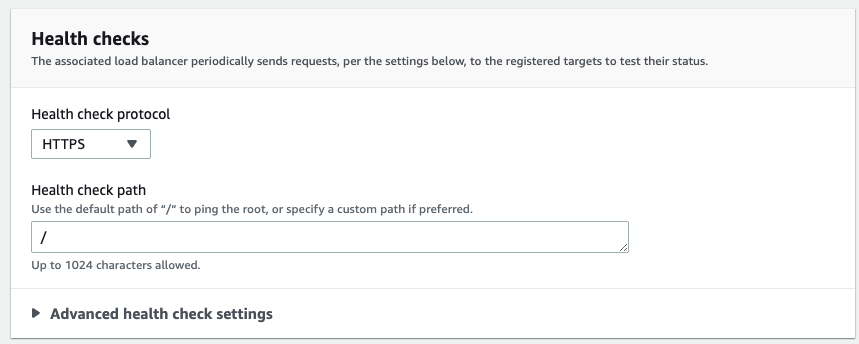 Health checks
The associated load balancer periodically sends requests, per the settings below, to the registered targets to test their status.
Health check protocol
HTTPS
Health check path
Use the default path of "/" to ping the root, or specify a custom path if preferred.
/
Up to 1024 characters allowed.
Advanced health check settings